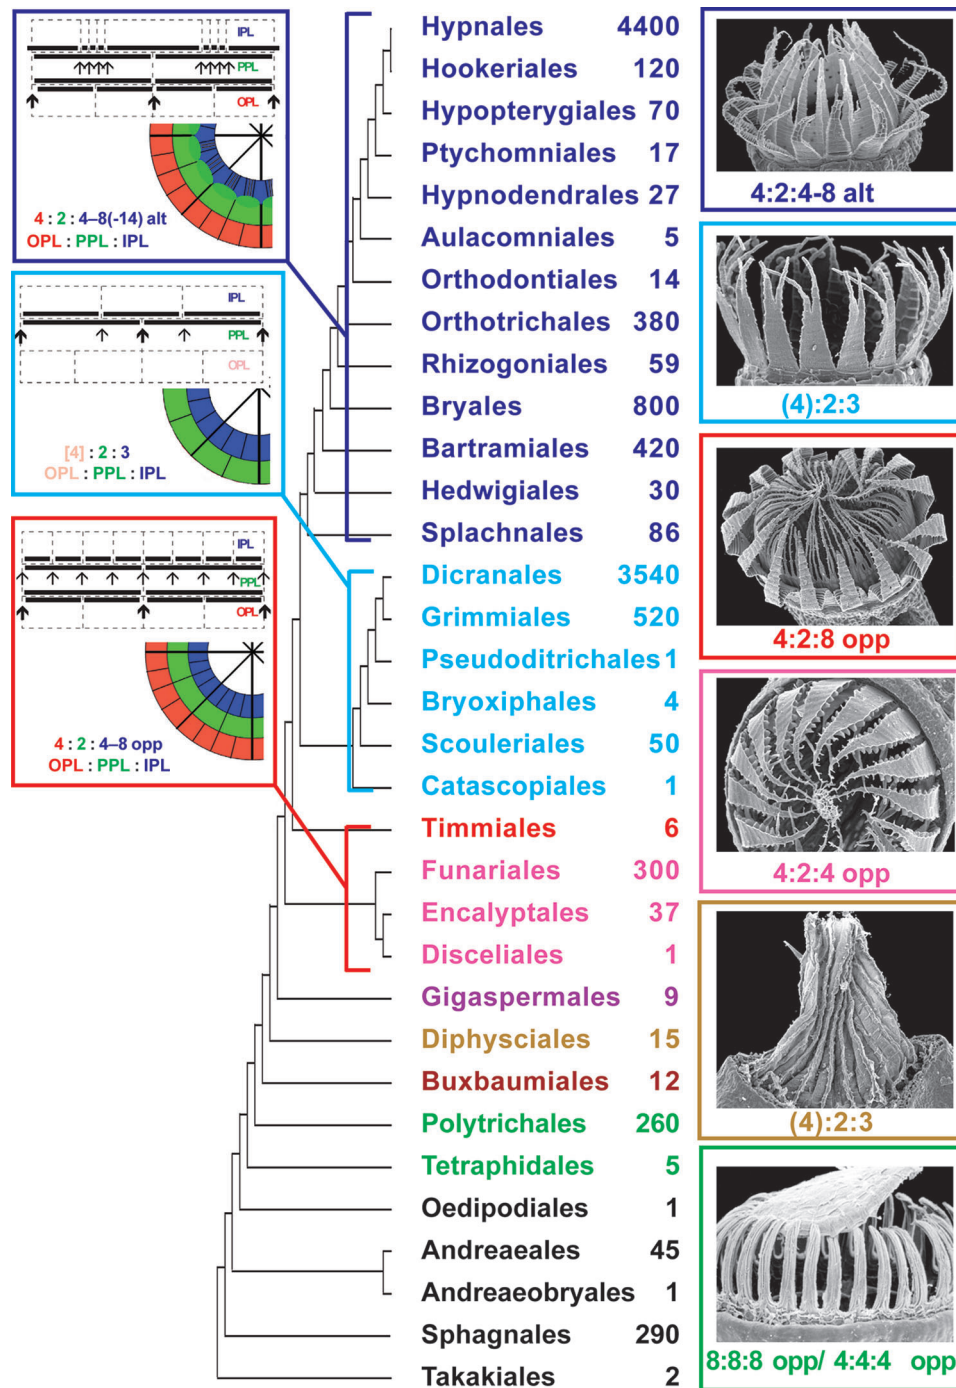 IPL
PPL
OPL
4 : 2 : 4–8(-14) alt
OPL : PPL : IPL
IPL
PPL
OPL
[4] : 2 : 3
OPL : PPL : IPL
IPL
PPL
OPL
4 : 2 : 4–8 opp
OPL : PPL : IPL
Hypnales 4400
Hookeriales 120
Hypopterygiales 70
Ptychomniales 17
Hypnodendrales 27
Aulacomniales 5
Orthodontiales 14
Orthotrichales 380
Rhizogoniales 59
Bryales 800
Bartramiales 420
Hedwigiales 30
Splachnales 86
Dicranales 3540
Grimmiales 520
Pseudoditrichales 1
Bryoxiphales 4
Scouleriales 50
Catascopiales 1
Timmiales 6
Funariales 300
Encalyptales 37
Disceliales 1
Gigaspermales 9
Diphysciales 15
Buxbaumiales 12
Polytrichales 260
Tetraphidales 5
Oedipodiales 1
Andreaeales 45
Andreaeobryales 1
Sphagnales 290
Takakiales 2
4:2:4-8 alt
(4):2:3
4:2:8 opp
4:2:4 opp
(4):2:3
8:8:8 opp/ 4:4:4 opp